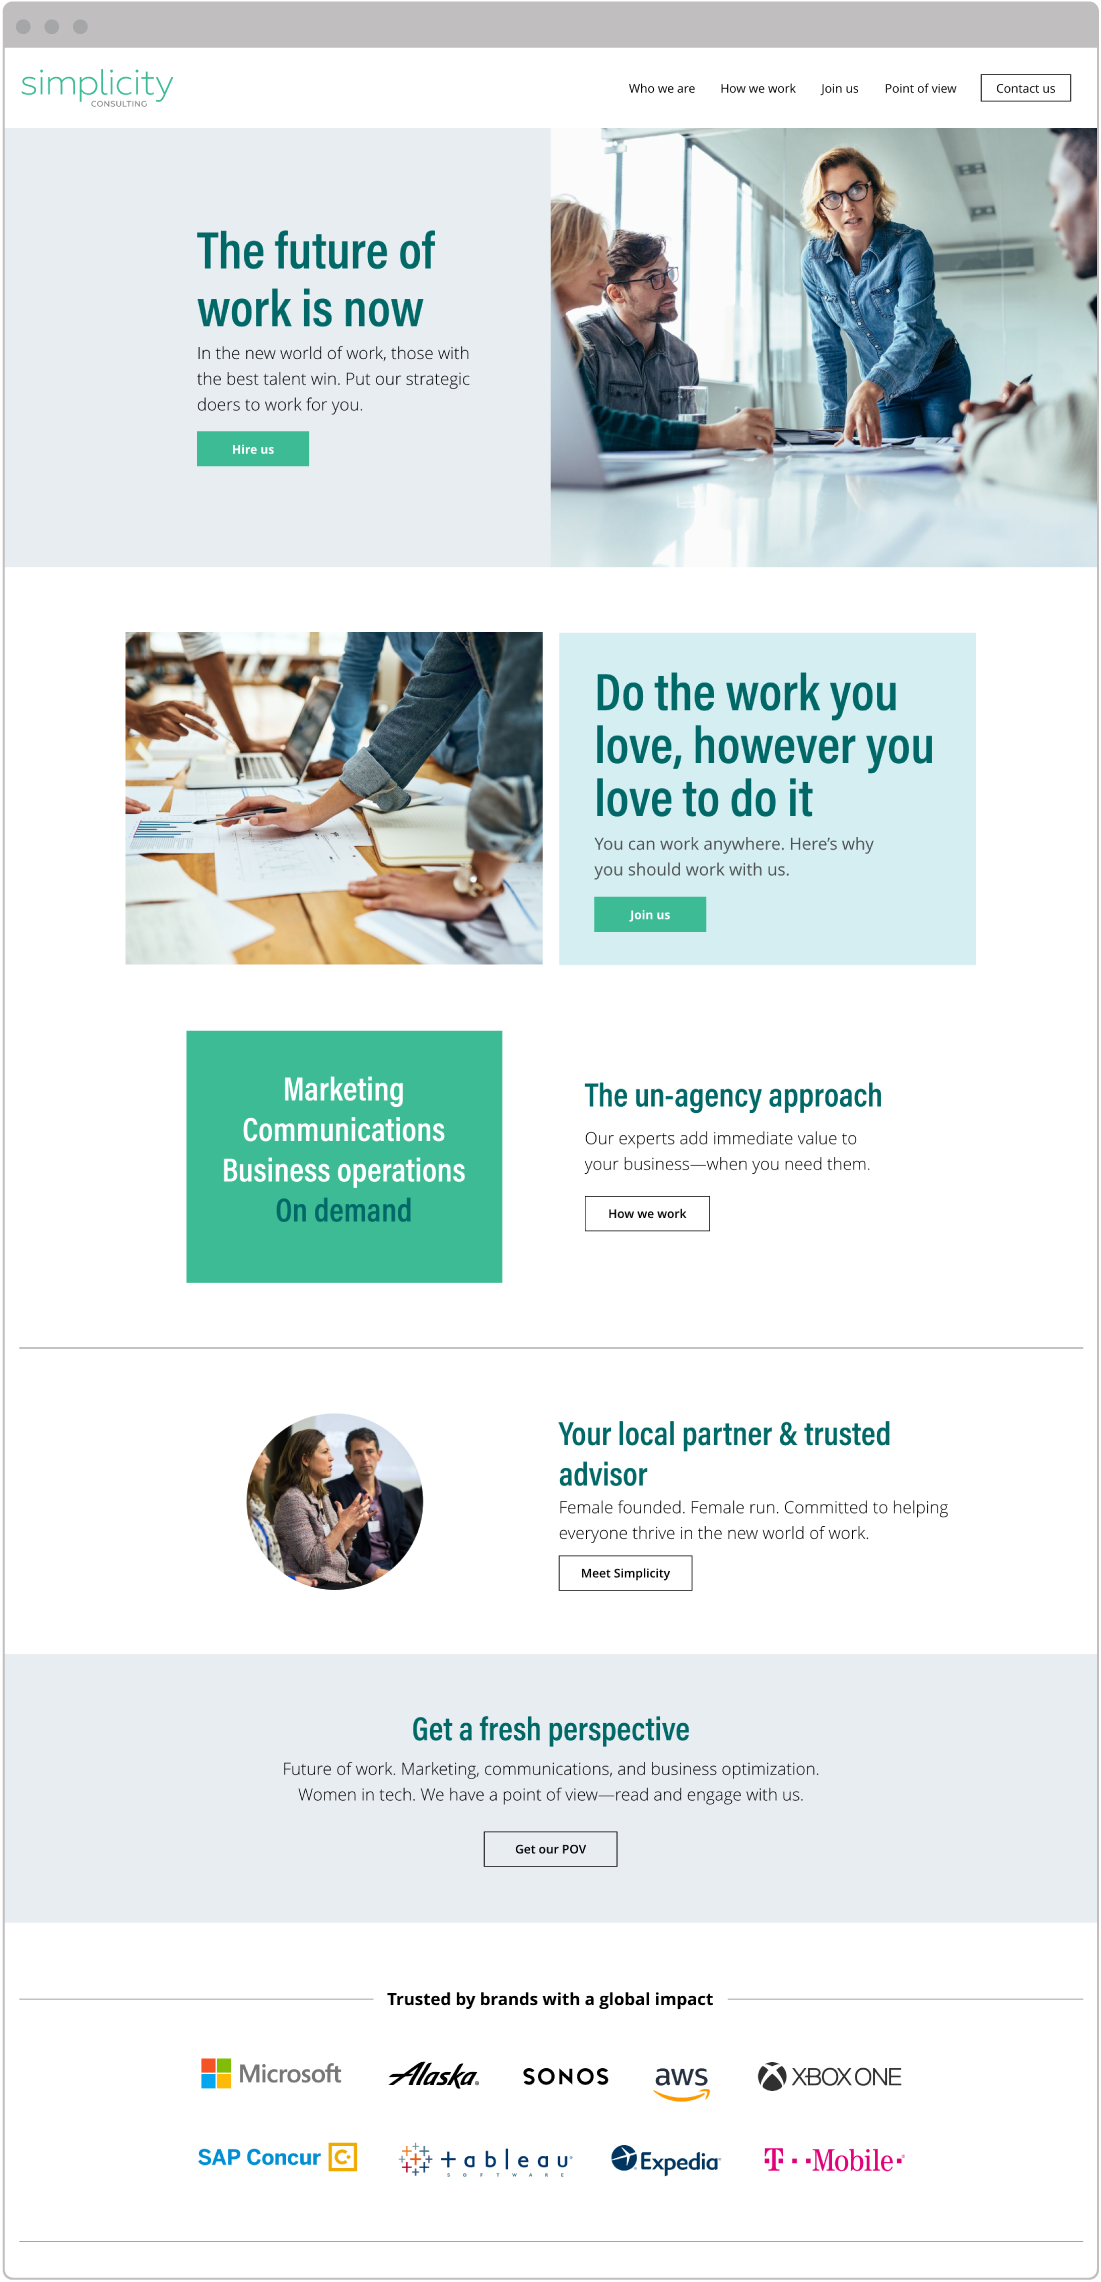 simplicity
CONSULTING
Who we are
How we work
Join us
Point of view
Contact us
The future of
work is now
In the new world of work, those with
the best talent win. Put our strategic
doers to work for you.
Hire us
Do the work you
love, however you
love to do it
You can work anywhere. Here’s why
you should work with us.
Join us
Marketing
Communications
Business operations
On demand
The un-agency approach
Our experts add immediate value to
your business—when you need them.
How we work
Your local partner & trusted
advisor
Female founded. Female run. Committed to helping
everyone thrive in the new world of work.
Meet Simplicity
Get a fresh perspective
Future of work. Marketing, communications, and business optimization.
Women in tech. We have a point of view—read and engage with us.
Get our POV
Trusted by brands with a global impact
Microsoft
Alaska®
SONOS
aws
XBOX ONE
SAP Concur
tableau®
SOFTWARE
Expedia®
T··Mobile·®